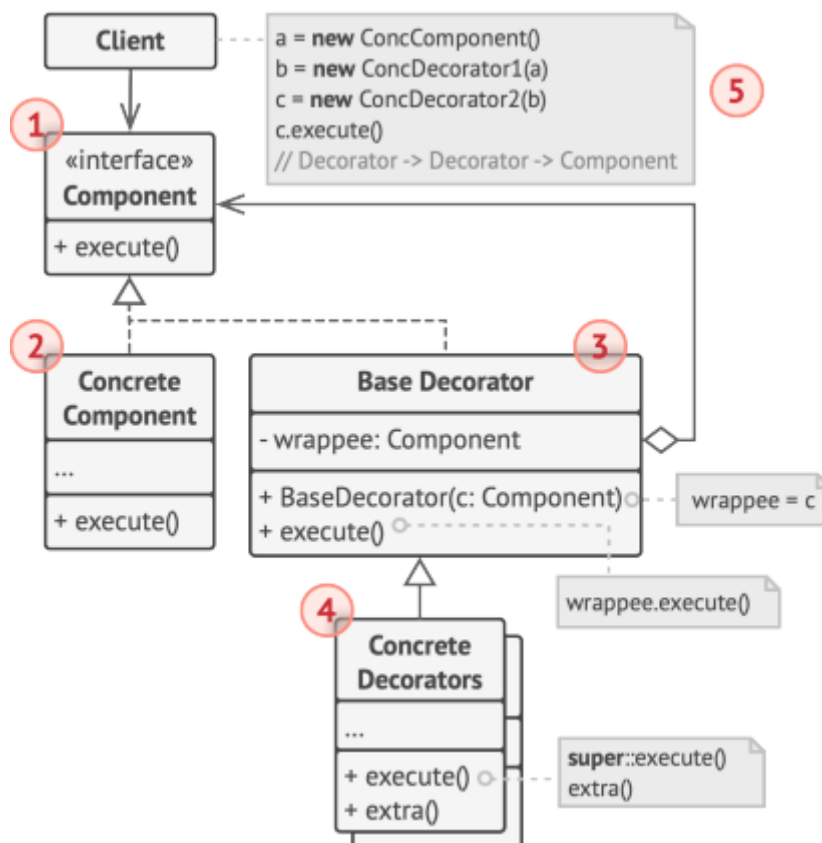 Client
a = new ConcComponent()
b = new ConcDecorator1(a)
c = new ConcDecorator2(b)
c.execute()
// Decorator -> Decorator -> Component
5
1
«interface»
Component
+ execute()
2
Concrete
Component
...
+ execute()
3
Base Decorator
- wrappee: Component
+ BaseDecorator(c: Component)
+ execute()
wrappee = c
wrappee.execute()
4
Concrete
Decorators
...
+ execute()
+ extra()
super::execute()
extra()